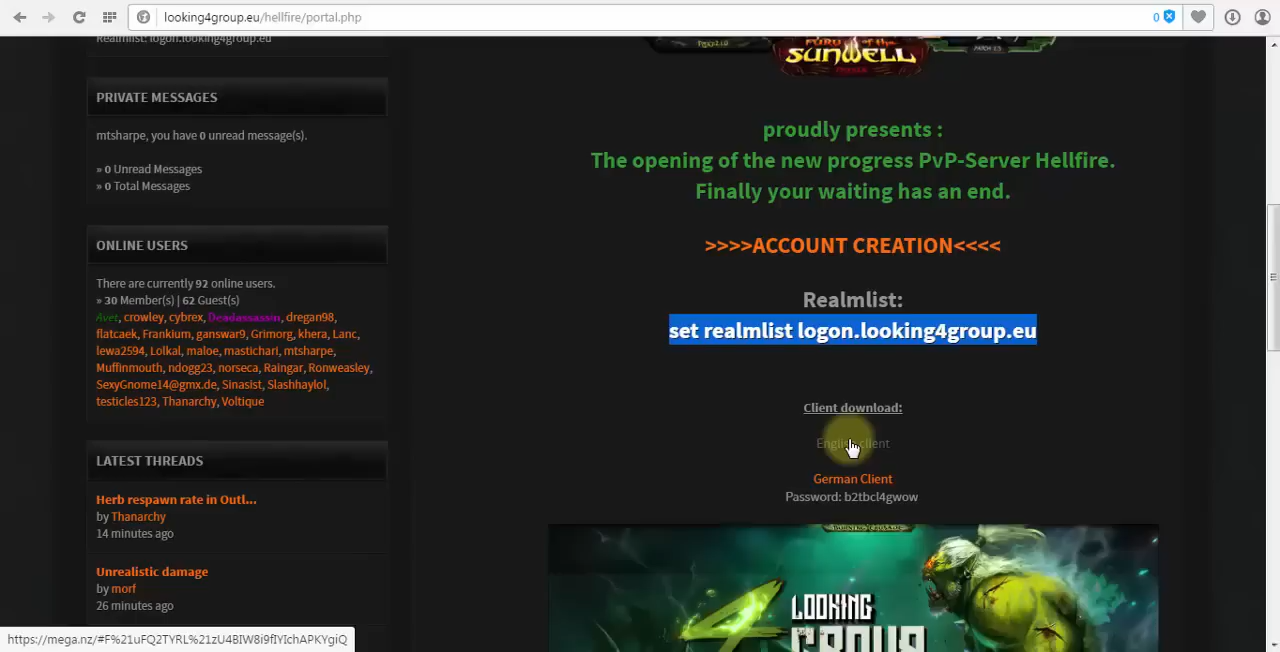 looking4group.eu/hellfire/portal.php
0
Realmlist: logon.looking4group.eu
PRIVATE MESSAGES
mtsharpe, you have 0 unread message(s).
» 0 Unread Messages
» 0 Total Messages
ONLINE USERS
There are currently 92 online users.
» 30 Member(s) | 62 Guest(s)
Avet, crowley, cybrex, Deadassassin, dregan98,
flatcaek, Frankium, ganswar9, Grimorg, khera, Lanc,
lewa2594, Lolkal, maloe, masticharI, mtsharpe,
Muffinmouth, ndogg23, norseca, Raingar, Ronweasley,
SexyGnome14@gmx.de, Sinasist, Slashhaylol,
testicles123, Thanarchy, Voltique
LATEST THREADS
Herb respawn rate in Outl...
by Thanarchy
14 minutes ago
Unrealistic damage
by morf
26 minutes ago
SUNWELL
proudly presents :
The opening of the new progress PvP-Server Hellfire.
Finally your waiting has an end.
>>>>ACCOUNT CREATION<<<<
Realmlist:
set realmlist logon.looking4group.eu
Client download:
English client
German Client
Password: b2tbcl4gwow
4
LOOKING
GROUP
https://mega.nz/#F%21uFQ2TYRL%21zU4BIW8i9fIYIchAPKYgiQ